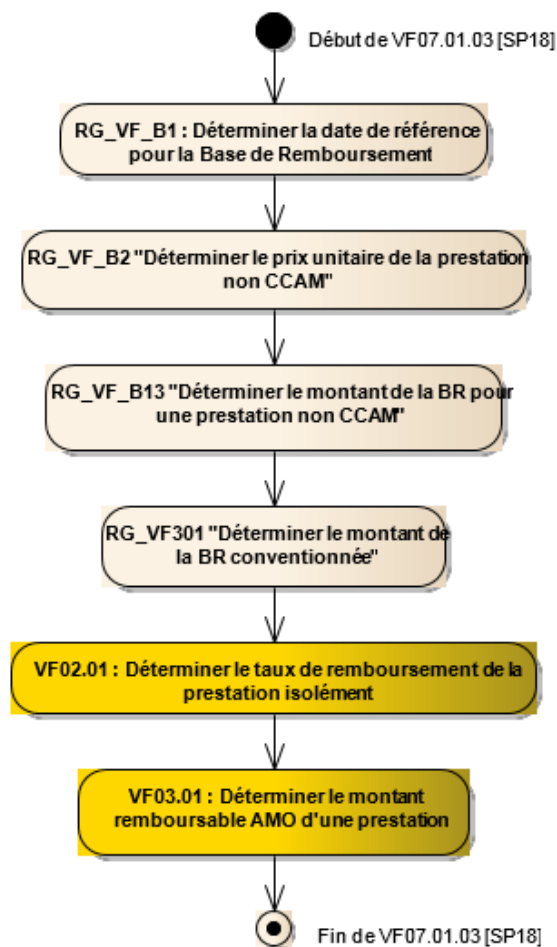 Début de VF07.01.03 [SP18]
RG_VF_B1 : Déterminer la date de référence
pour la Base de Remboursement
RG_VF_B2 "Déterminer le prix unitaire de la prestation
non CCAM"
RG_VF_B13 "Déterminer le montant de la BR pour
une prestation non CCAM"
RG_VF301 "Déterminer le montant de
la BR conventionnée"
VF02.01 : Déterminer le taux de remboursement de la
prestation isolément
VF03.01 : Déterminer le montant
remboursable AMO d'une prestation
Fin de VF07.01.03 [SP18]